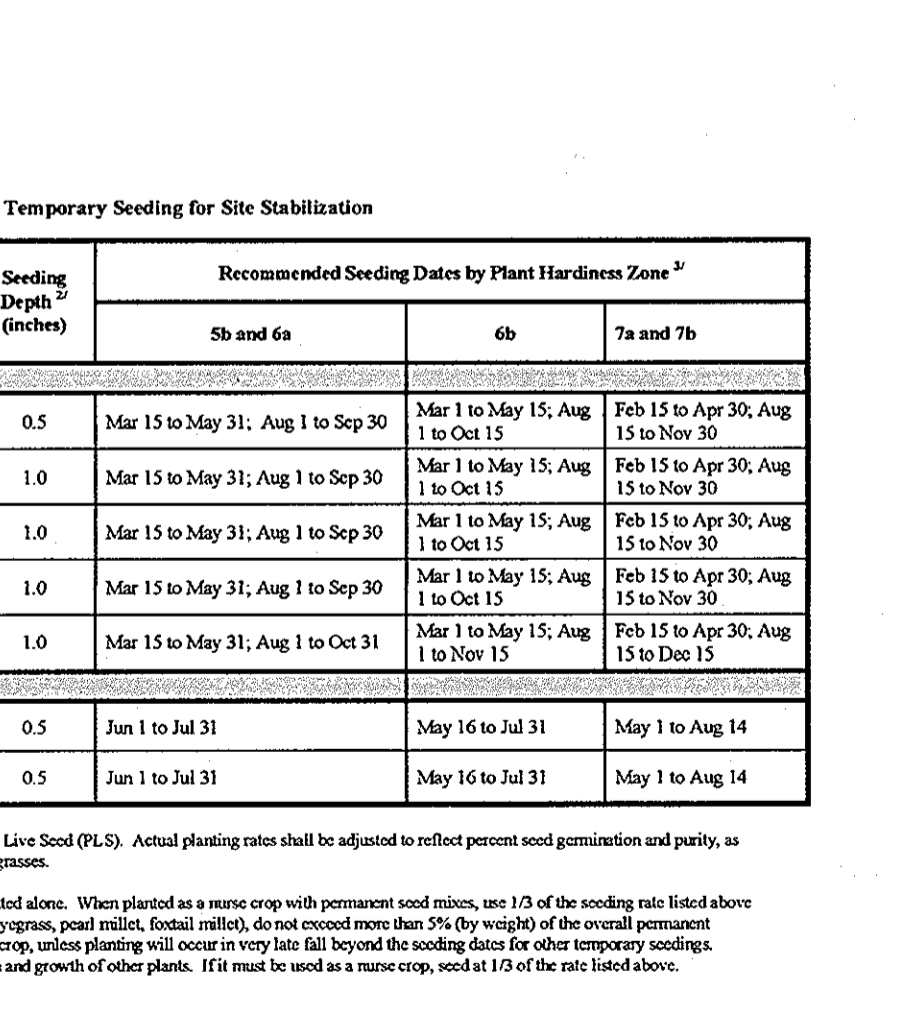 Temporary Seeding for Site Stabilization
Seeding
Depth 2/
(inches)
Recommended Seeding Dates by Plant Hardiness Zone 3/
5b and 6a
6b
7a and 7b
0.5
Mar 15 to May 31; Aug 1 to Sep 30
Mar 1 to May 15; Aug
1 to Oct 15
Feb 15 to Apr 30; Aug
15 to Nov 30
1.0
Mar 15 to May 31; Aug 1 to Sep 30
Mar 1 to May 15; Aug
1 to Oct 15
Feb 15 to Apr 30; Aug
15 to Nov 30
1.0
Mar 15 to May 31; Aug 1 to Sep 30
Mar 1 to May 15; Aug
1 to Oct 15
Feb 15 to Apr 30; Aug
15 to Nov 30
1.0
Mar 15 to May 31; Aug 1 to Sep 30
Mar 1 to May 15; Aug
1 to Oct 15
Feb 15 to Apr 30; Aug
15 to Nov 30
1.0
Mar 15 to May 31; Aug 1 to Oct 31
Mar 1 to May 15; Aug
1 to Nov 15
Feb 15 to Apr 30; Aug
15 to Dec 15
0.5
Jun 1 to Jul 31
May 16 to Jul 31
May 1 to Aug 14
0.5
Jun 1 to Jul 31
May 16 to Jul 31
May 1 to Aug 14
Live Seed (PLS). Actual planting rates shall be adjusted to reflect percent seed germination and purity, as
grasses.
ted alone. When planted as a nurse crop with permanent seed mixes, use 1/3 of the seeding rate listed above
yegrass, pearl millet, foxtail millet), do not exceed more than 5% (by weight) of the overall permanent
crop, unless planting will occur in very late fall beyond the seeding dates for other temporary seedings.
and growth of other plants. If it must be used as a nurse crop, seed at 1/3 of the rate listed above.